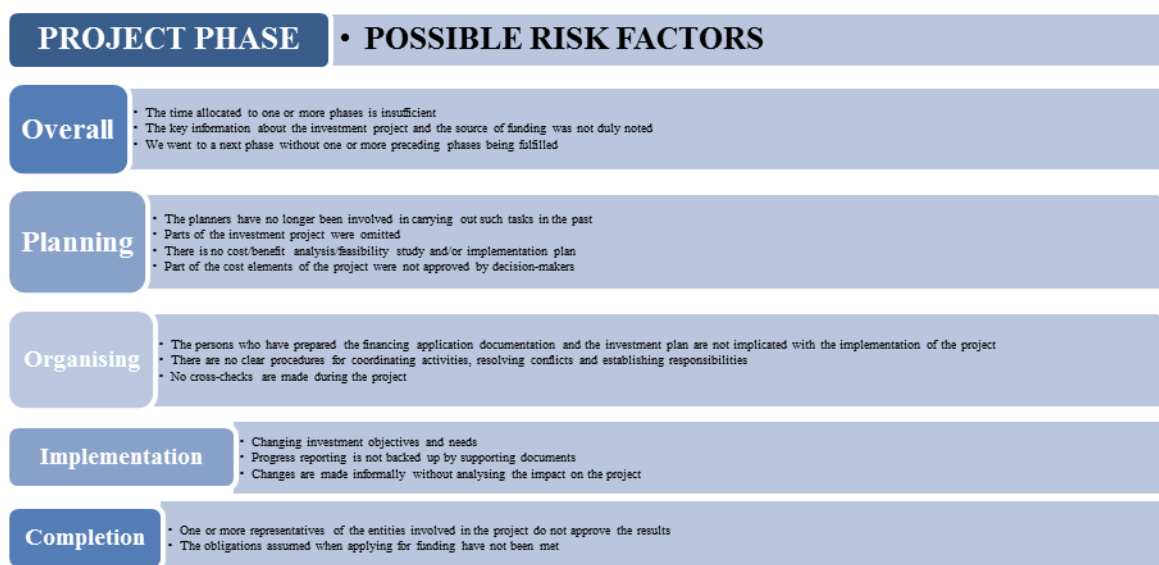 PROJECT PHASE
• POSSIBLE RISK FACTORS
Overall
• The time allocated to one or more phases is insufficient
• The key information about the investment project and the source of funding was not duly noted
• We went to a next phase without one or more preceding phases being fulfilled
Planning
• The planners have no longer been involved in carrying out such tasks in the past
• Parts of the investment project were omitted
• There is no cost/benefit analysis/feasibility study and/or implementation plan
• Part of the cost elements of the project were not approved by decision-makers
Organising
• The persons who have prepared the financing application documentation and the investment plan are not implicated with the implementation of the project
• There are no clear procedures for coordinating activities, resolving conflicts and establishing responsibilities
• No cross-checks are made during the project
Implementation
• Changing investment objectives and needs
• Progress reporting is not backed up by supporting documents
• Changes are made informally without analysing the impact on the project
Completion
• One or more representatives of the entities involved in the project do not approve the results
• The obligations assumed when applying for funding have not been met